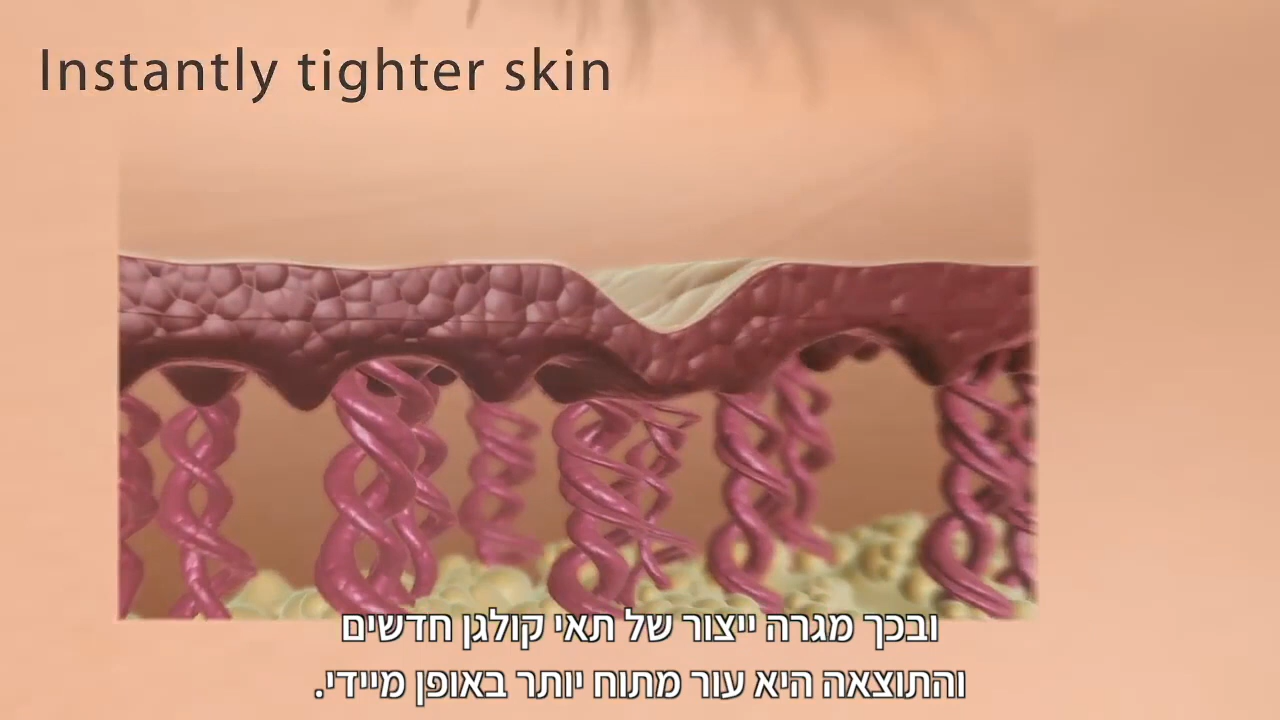 Instantly tighter skin
ובכך מגרה ייצור של תאי קולגן חדשים
והתוצאה היא עור מתוח יותר באופן מיידי.